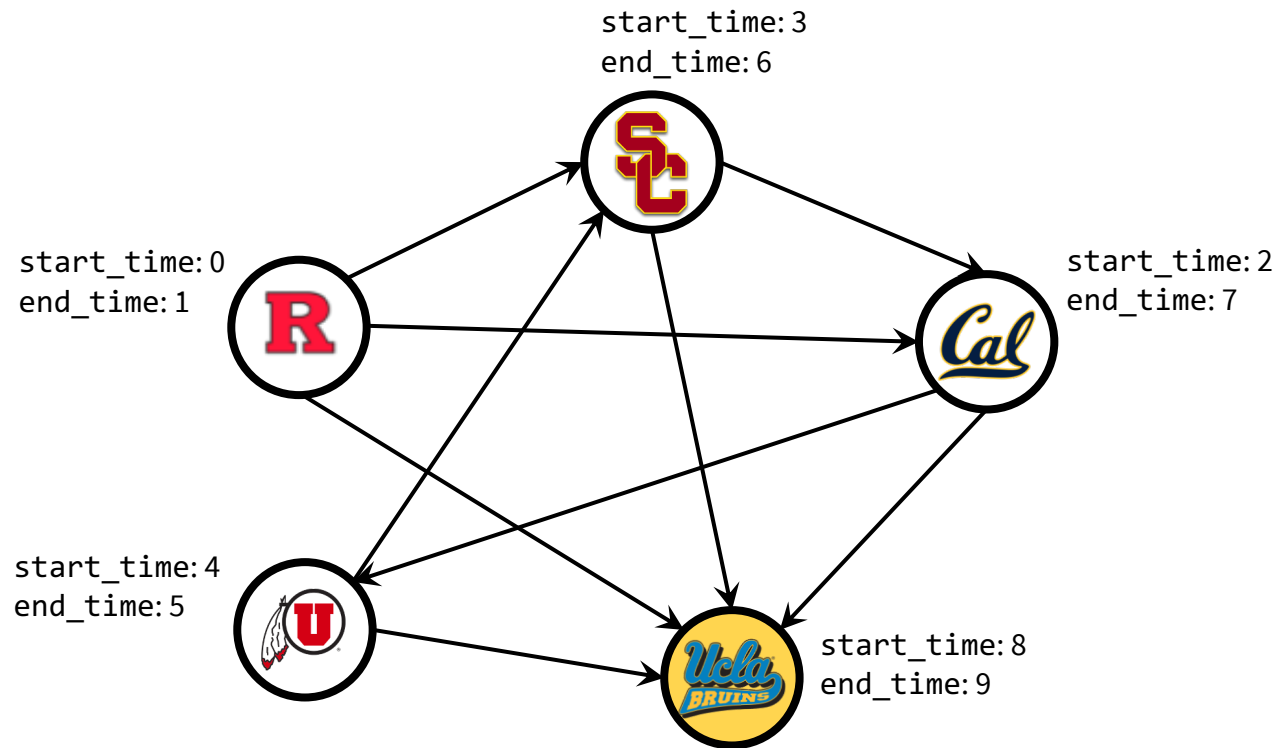 start_time: 3
end_time: 6
SC
start_time: 0
end_time: 1
R
start_time: 2
end_time: 7
Cal
start_time: 4
end_time: 5
U
start_time: 8
end_time: 9
Ucla
BRUINS